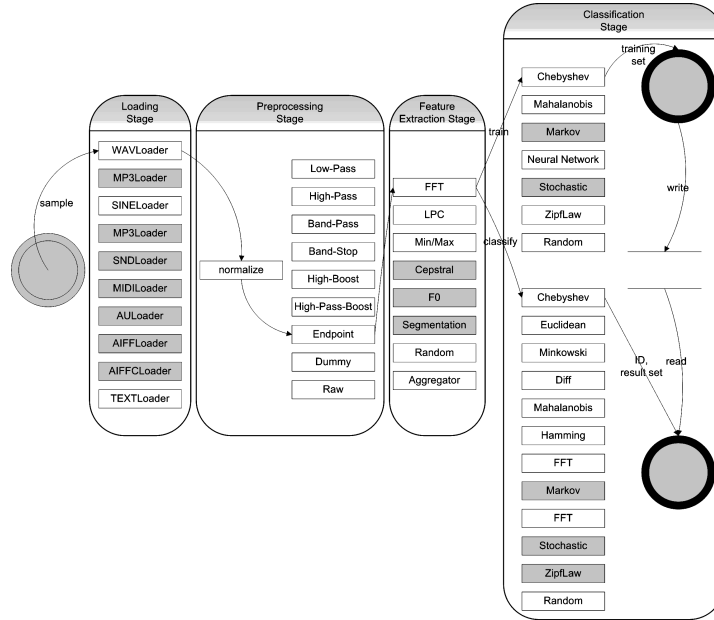 Loading
Stage
WAVLoader
MP3Loader
SINELoader
MP3Loader
SNDLoader
MIDILoader
AULoader
AIFFLoader
AIFFCLoader
TEXTLoader
sample
Preprocessing
Stage
normalize
Low-Pass
High-Pass
Band-Pass
Band-Stop
High-Boost
High-Pass-Boost
Endpoint
Dummy
Raw
Feature
Extraction Stage
FFT
LPC
Min/Max
Cepstral
F0
Segmentation
Random
Aggregator
train
classify
Classification
Stage
Chebyshev
Mahalanobis
Markov
Neural Network
Stochastic
ZipfLaw
Random
training
set
write
Chebyshev
Euclidean
Minkowski
Diff
Mahalanobis
Hamming
FFT
Markov
FFT
Stochastic
ZipfLaw
Random
ID,
result set
read